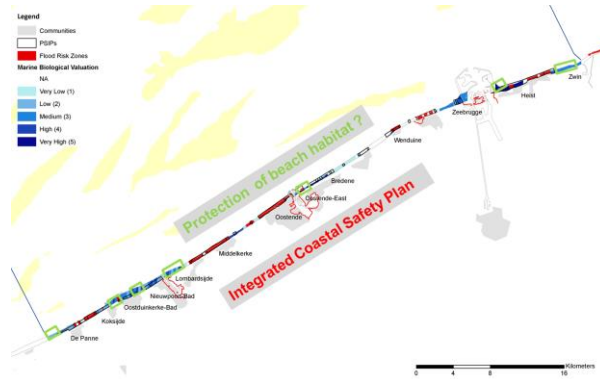 Legend
Communities
PSIPs
Flood Risk Zones
Marine Biological Valuation
NA
Very Low (1)
Low (2)
Medium (3)
High (4)
Very High (5)
Zwin
Heist
Zeebrugge
Wenduine
Protection of beach habitat ?
Bredene
Oostende-East
Oostende
Integrated Coastal Safety Plan
Middelkerke
Lombardsijde
Nieuwpoort-Bad
Oostduinkerke-Bad
Koksijde
De Panne
Kilometers
0 4 8 16